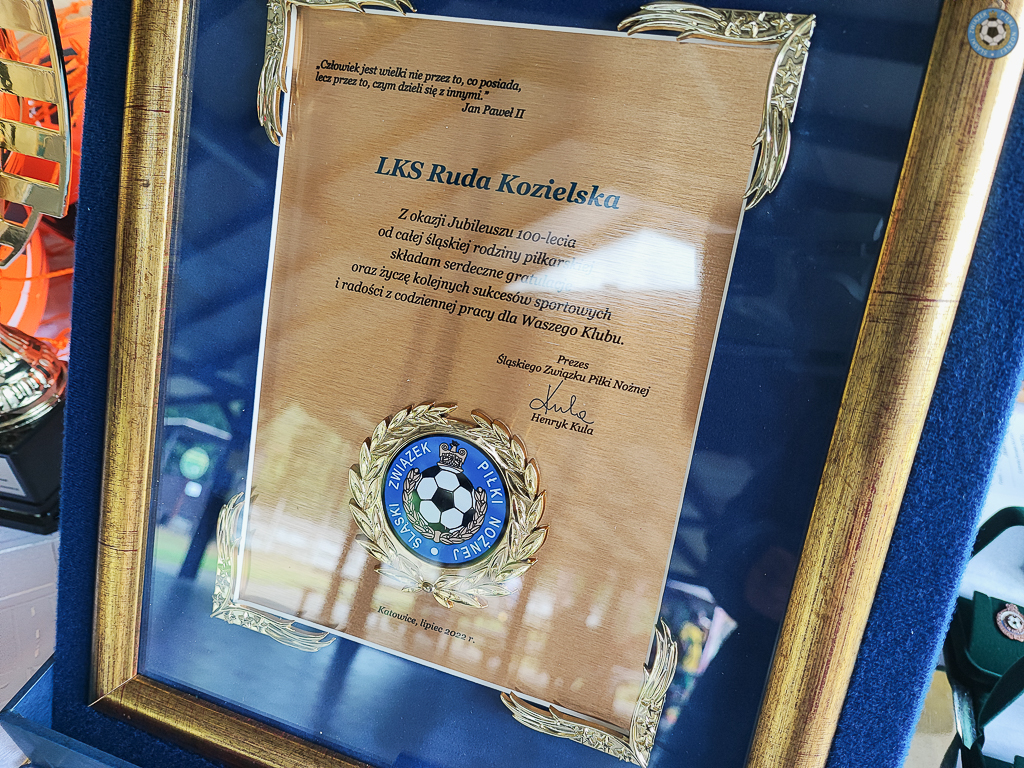 „Człowiek jest wielki nie przez to, co posiada,
lecz przez to, czym dzieli się z innymi.”
Jan Paweł II
LKS Ruda Kozielska
Z okazji Jubileuszu 100-lecia
od całej śląskiej rodziny
składam serdeczne
oraz życzę kolejnych sukcesów sportowych
i radości z codziennej pracy dla Waszego Klubu.
Prezes
Śląskiego Związku Piłki Nożnej
Kula
Henryk Kula
ŚLĄSKI ZWIĄZEK PIŁKI NOŻNEJ
Katowice, lipiec 2022 r.